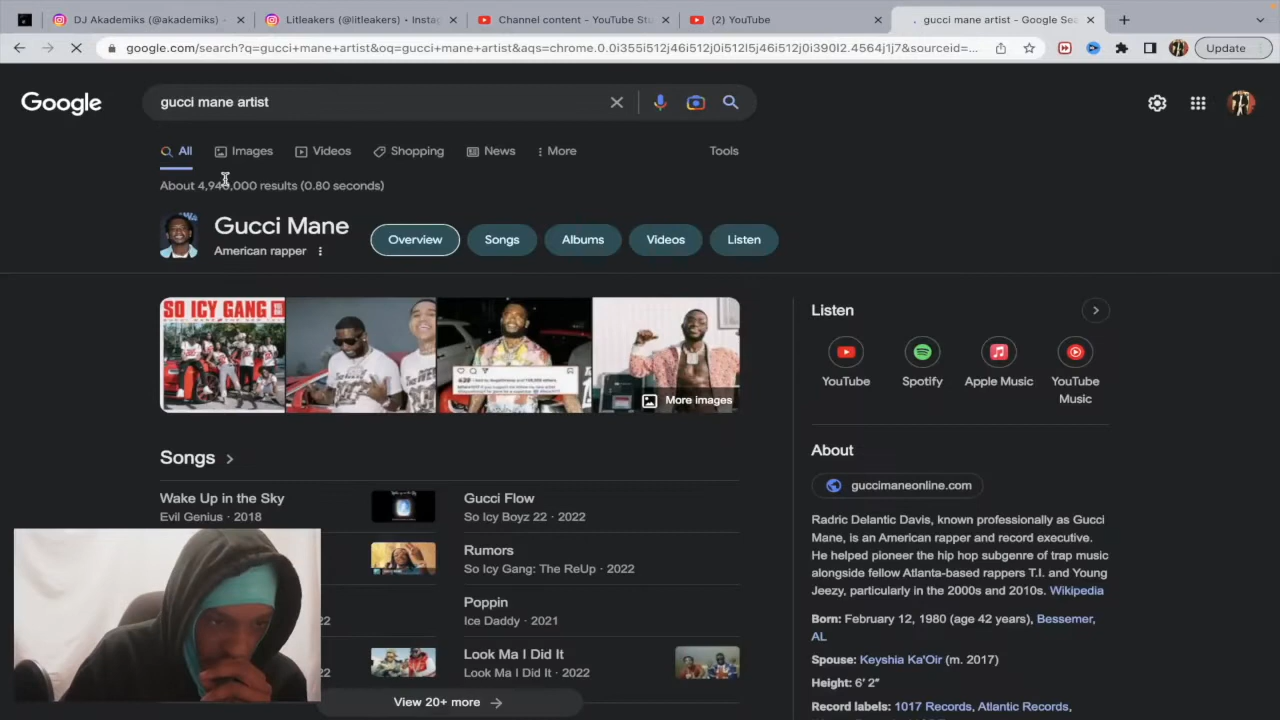 DJ Akademiks (@akademiks) •
Litleakers (@litleakers) • Insta
Channel content - YouTube Stu
(2) YouTube
gucci mane artist - Google Sea
google.com/search?q=gucci+mane+artist&oq=gucci+mane+artist&aqs=chrome.0.0i355i512j46i512j0i512l5j46i512j0i390l2.4564j1j7&sourceid=...
Update
Google
gucci mane artist
All
Images
Videos
Shopping
News
More
Tools
About 4,940,000 results (0.80 seconds)
Gucci Mane
American rapper
Overview
Songs
Albums
Videos
Listen
SO ICY GANG
More images
Listen
YouTube
Spotify
Apple Music
YouTube
Music
About
guccimaneonline.com
Radric Delantic Davis, known professionally as Gucci
Mane, is an American rapper and record executive.
He helped pioneer the hip hop subgenre of trap music
alongside fellow Atlanta-based rappers T.I. and Young
Jeezy, particularly in the 2000s and 2010s. Wikipedia
Born: February 12, 1980 (age 42 years), Bessemer,
AL
Spouse: Keyshia Ka'Oir (m. 2017)
Height: 6′ 2″
Record labels: 1017 Records, Atlantic Records,
Songs
Wake Up in the Sky
Evil Genius · 2018
Gucci Flow
So Icy Boyz 22 · 2022
Rumors
So Icy Gang: The ReUp · 2022
Poppin
Ice Daddy · 2021
22
Look Ma I Did It
Look Ma I Did It · 2022
22
View 20+ more